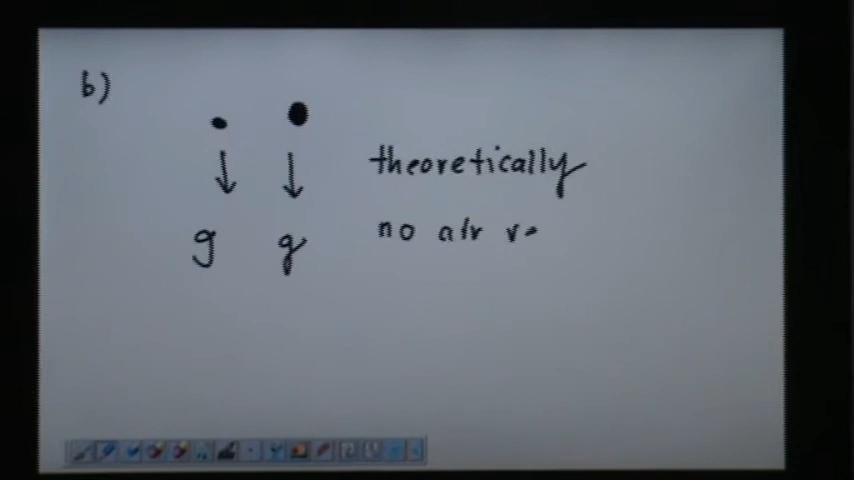 b)
theoretically
no air
g g